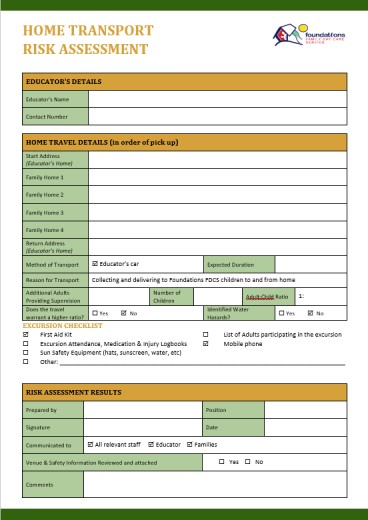 HOME TRANSPORT
RISK ASSESSMENT
foundations
FAMILY DAY CARE
SERVICE
EDUCATOR'S DETAILS
Educator's Name
Contact Number
HOME TRAVEL DETAILS (in order of pick up)
Start Address
(Educator's Home)
Family Home 1
Family Home 2
Family Home 3
Family Home 4
Return Address
(Educator's Home)
Method of Transport ☑ Educator's car Expected Duration
Reason for Transport Collecting and delivering to Foundations FDCS children to and from home
Additional Adults
Providing Supervision
Number of
Children
Adult:Child Ratio 1:
Does the travel
warrant a higher ratio?
☐ Yes ☑ No
Identified Water
Hazards?
☐ Yes ☑ No
EXCURSION CHECKLIST
☑ First Aid Kit ☐ List of Adults participating in the excursion
☐ Excursion Attendance, Medication & Injury Logbooks ☑ Mobile phone
☐ Sun Safety Equipment (hats, sunscreen, water, etc)
☐ Other:
RISK ASSESSMENT RESULTS
Prepared by Position
Signature Date
Communicated to ☑ All relevant staff ☑ Educator ☑ Families
Venue & Safety Information Reviewed and attached ☐ Yes ☐ No
Comments